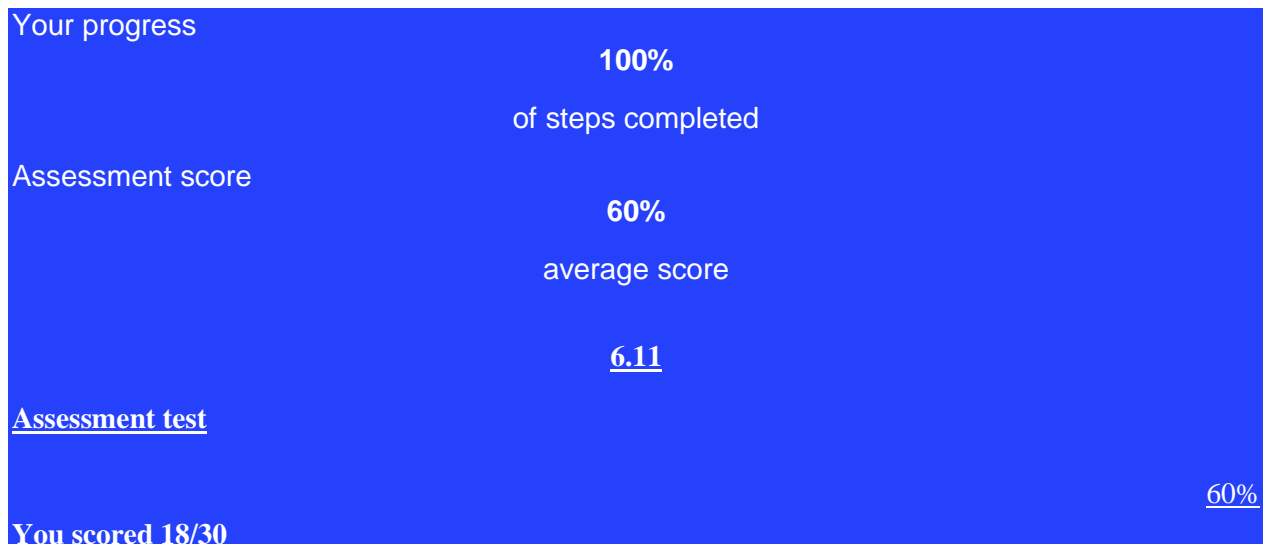 Your progress
100%
of steps completed
Assessment score
60%
average score
6.11
Assessment test
60%
You scored 18/30